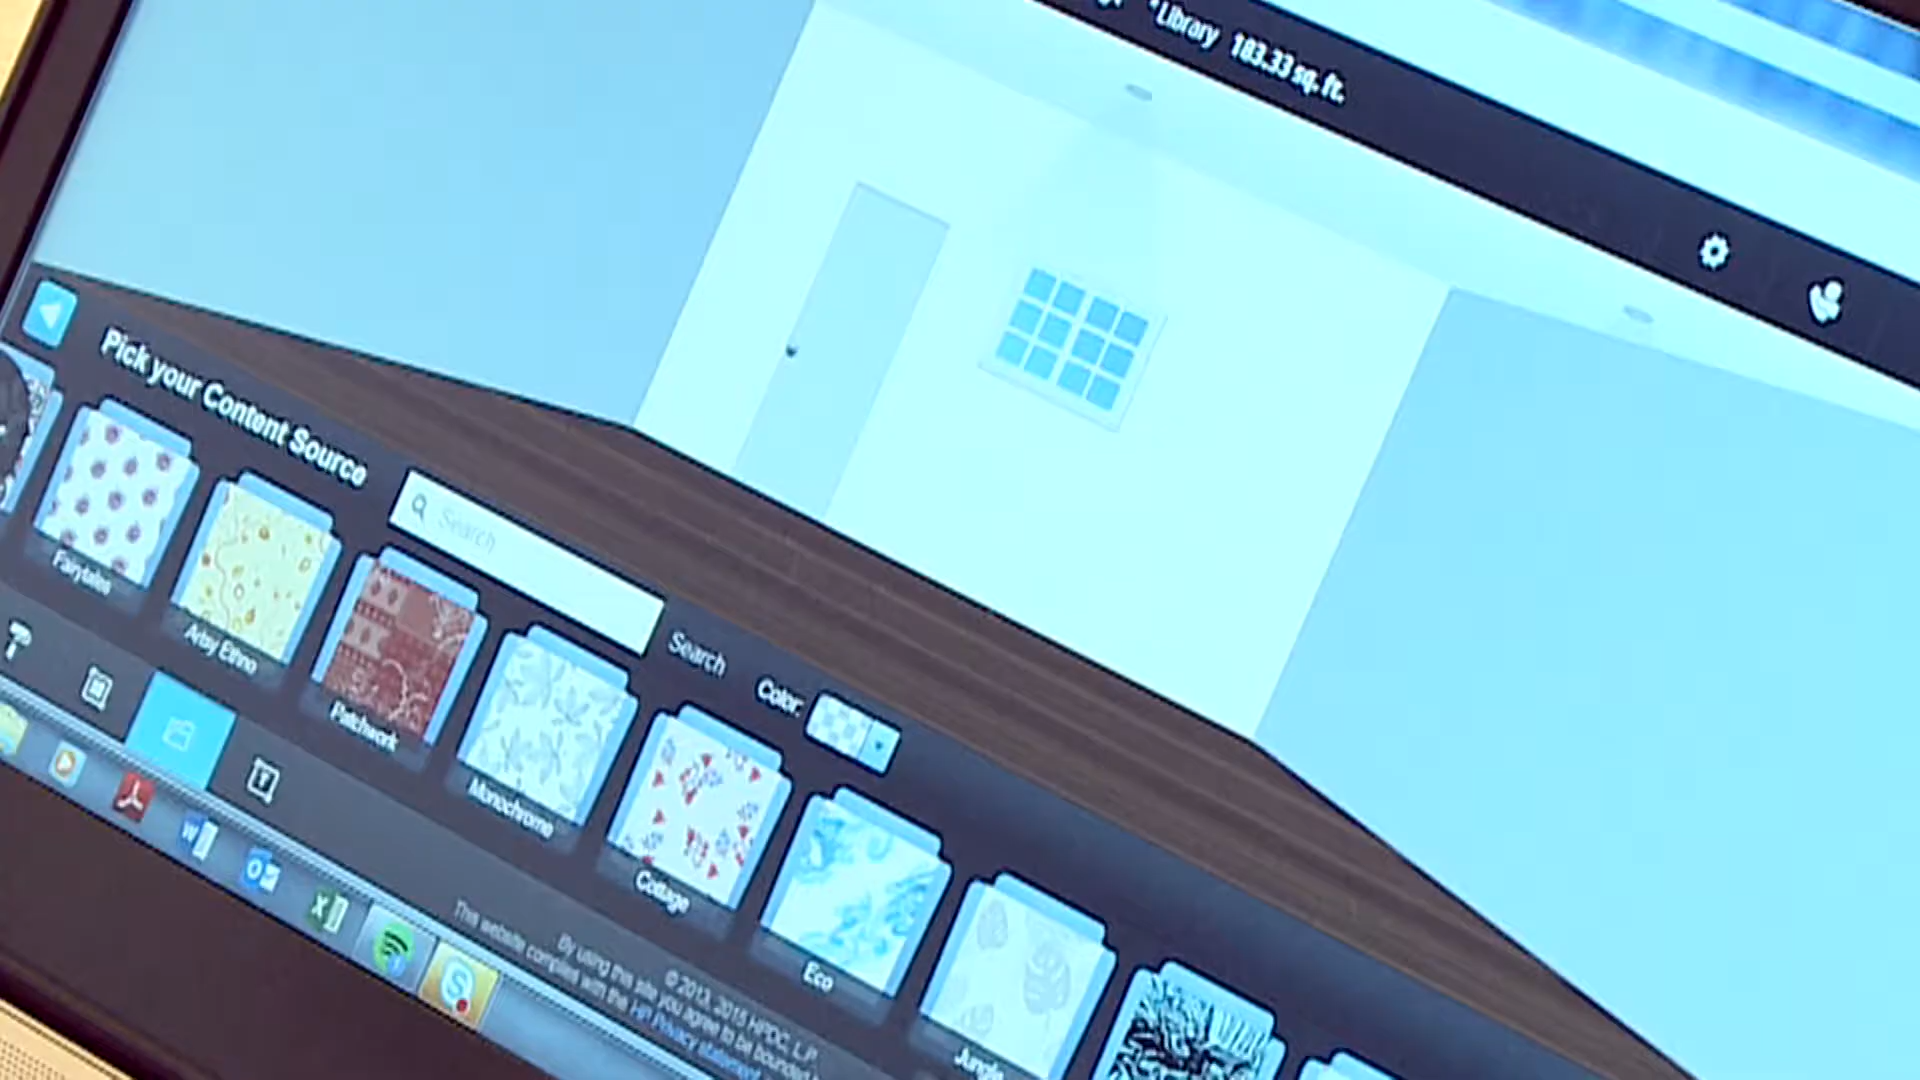 Library 183.33 sq. ft.
Pick your Content Source
Search
Search
Color:
Fairytales
Artsy Ethno
Patchwork
Monochrome
Cottage
Eco
Jungle
© 2013, 2015 HPDC, L.P.
By using this site you agree to be bounded
This website complies with the HP Privacy statement